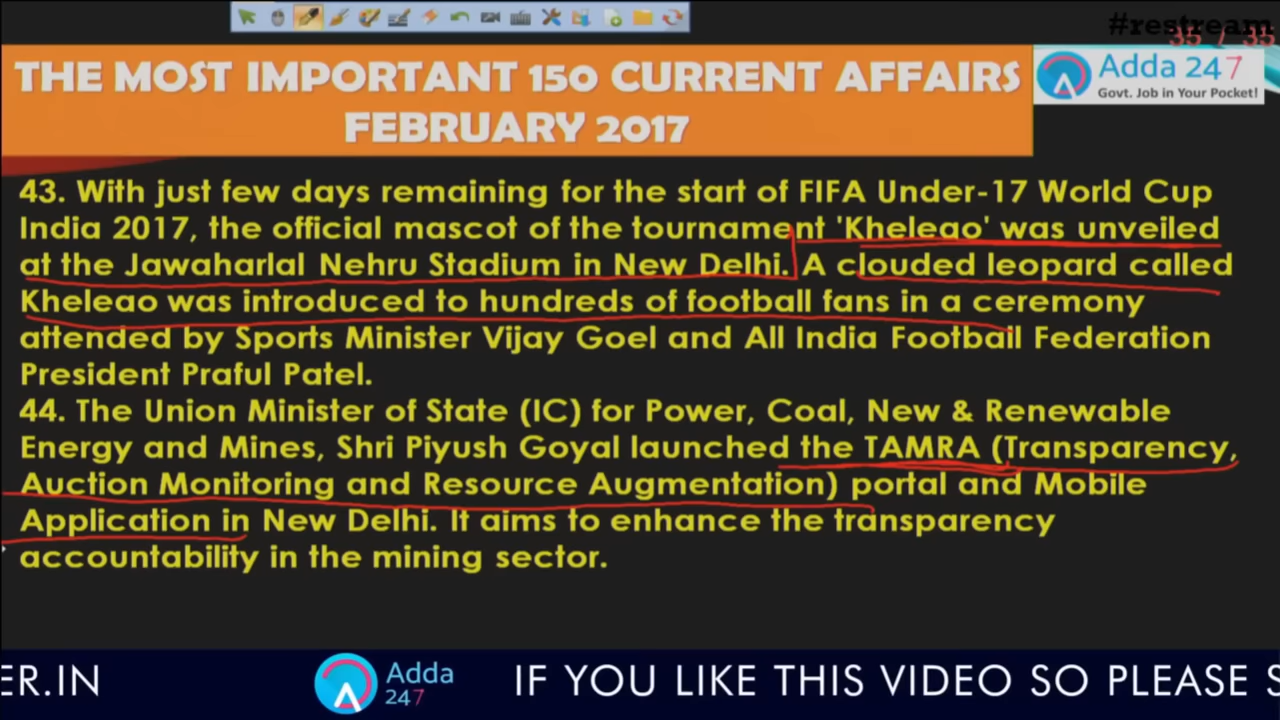 #restream
35 / 35
THE MOST IMPORTANT 150 CURRENT AFFAIRS
FEBRUARY 2017
Adda 247
Govt. Job in Your Pocket!
43. With just few days remaining for the start of FIFA Under-17 World Cup
India 2017, the official mascot of the tournament 'Kheleao' was unveiled
at the Jawaharlal Nehru Stadium in New Delhi. A clouded leopard called
Kheleao was introduced to hundreds of football fans in a ceremony
attended by Sports Minister Vijay Goel and All India Football Federation
President Praful Patel.
44. The Union Minister of State (IC) for Power, Coal, New & Renewable
Energy and Mines, Shri Piyush Goyal launched the TAMRA (Transparency,
Auction Monitoring and Resource Augmentation) portal and Mobile
Application in New Delhi. It aims to enhance the transparency
accountability in the mining sector.
ER.IN
Adda
247
IF YOU LIKE THIS VIDEO SO PLEASE S